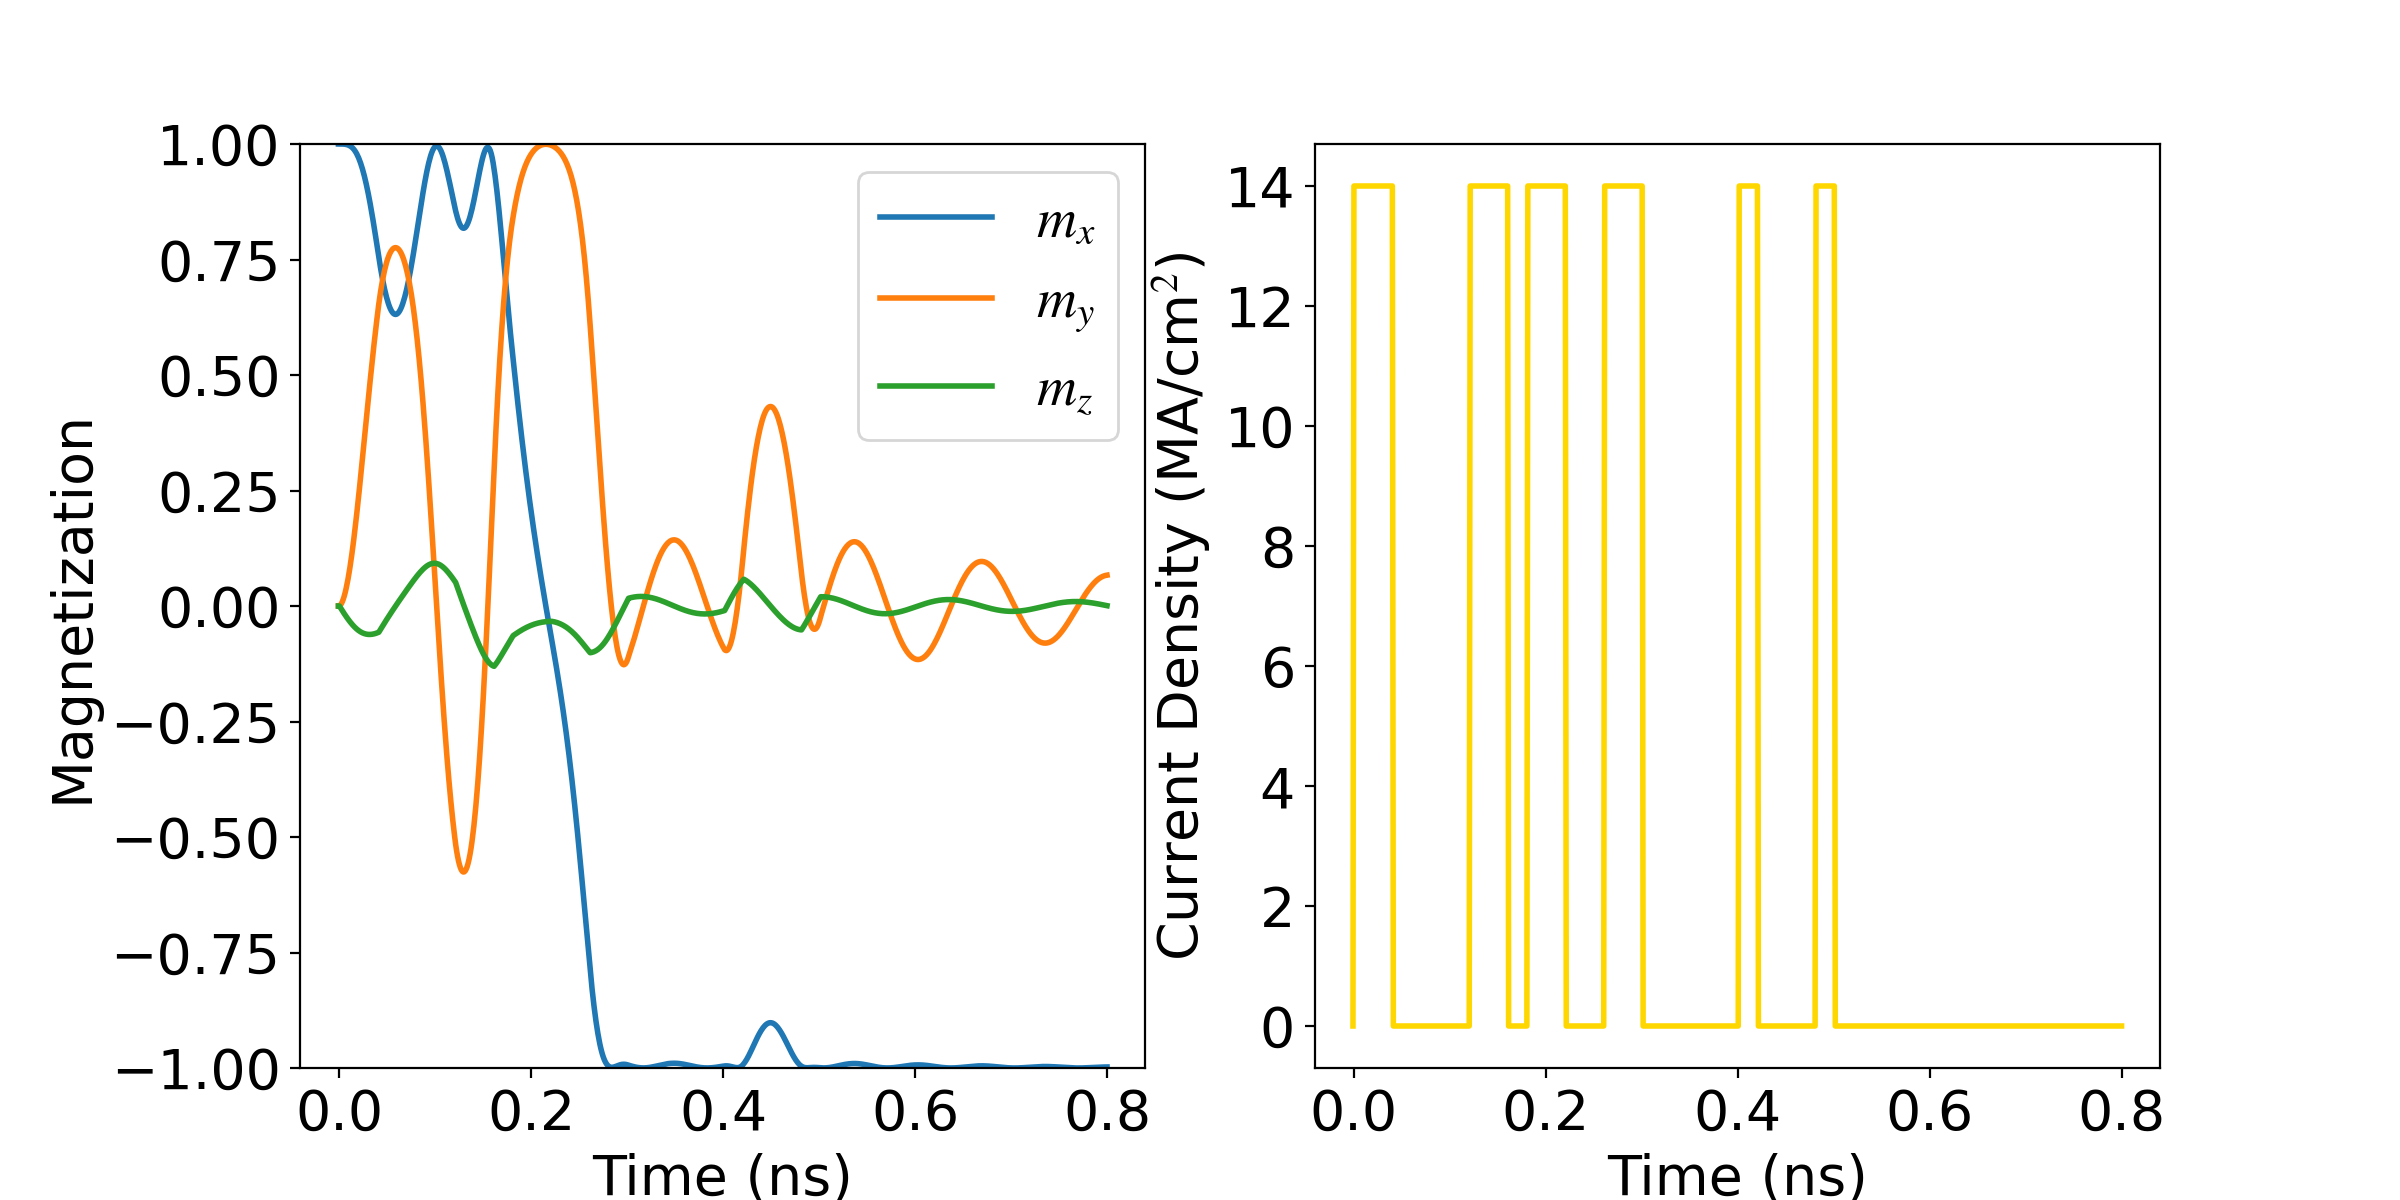 Magnetization
1.00
0.75
0.50
0.25
0.00
−0.25
−0.50
−0.75
−1.00
0.0 0.2 0.4 0.6 0.8
Time (ns)
m_x
m_y
m_z
Current Density (MA/cm²)
14
12
10
8
6
4
2
0
0.0 0.2 0.4 0.6 0.8
Time (ns)